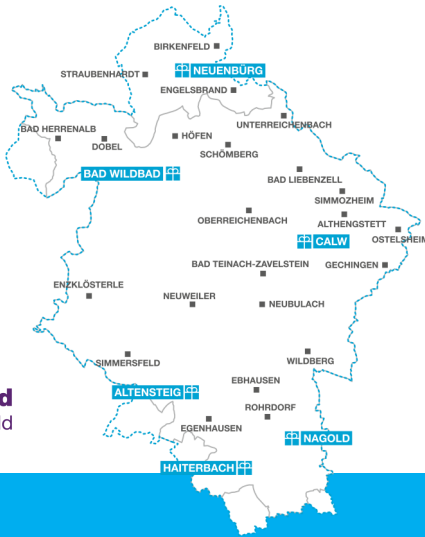 BIRKENFELD
STRAUBENHARDT
NEUENBÜRG
ENGELSBRAND
UNTERREICHENBACH
BAD HERRENALB
DOBEL
HÖFEN
SCHÖMBERG
BAD WILDBAD
BAD LIEBENZELL
SIMMOZHEIM
OBERREICHENBACH
ALTHENGSTETT
OSTELSHEIM
CALW
BAD TEINACH-ZAVELSTEIN
GECHINGEN
ENZKLÖSTERLE
NEUWEILER
NEUBULACH
SIMMERSFELD
WILDBERG
EBHAUSEN
ALTENSTEIG
ROHRDORF
EGENHAUSEN
NAGOLD
HAITERBACH